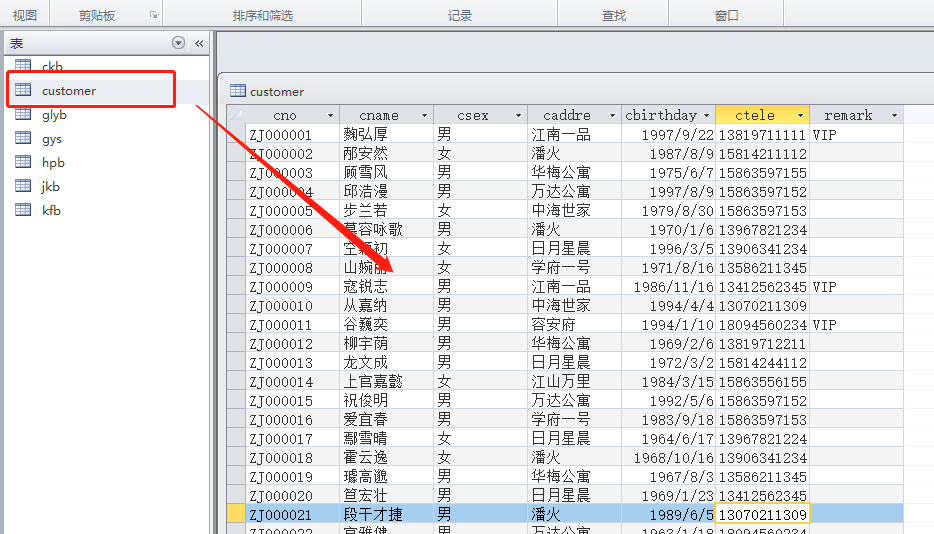 视图 剪贴板 排序和筛选 记录 查找 窗口
表
ckb
customer
glyb
gys
hpb
jkb
kfb
customer
cno cname csex caddre cbirthday ctele remark
ZJ000001 鞠弘厚 男 江南一品 1997/9/22 13819711111 VIP
ZJ000002 邴安然 女 潘火 1987/8/9 15814211112
ZJ000003 顾雪风 男 华梅公寓 1975/6/7 15863597155
ZJ000004 邱浩漫 男 万达公寓 1997/8/9 15863597152
ZJ000005 步兰若 女 中海世家 1979/8/30 15863597153
ZJ000006 慕容咏歌 男 潘火 1970/1/6 13967821234
ZJ000007 空颖初 女 日月星晨 1996/3/5 13906341234
ZJ000008 山婉丽 女 学府一号 1971/8/16 13586211345
ZJ000009 寇锐志 男 江南一品 1986/11/16 13412562345 VIP
ZJ000010 从嘉纳 男 中海世家 1994/4/4 13070211309
ZJ000011 谷巍奕 男 容安府 1994/1/10 18094560234 VIP
ZJ000012 柳宇荫 男 华梅公寓 1969/2/6 13819712211
ZJ000013 龙文成 男 日月星晨 1972/3/2 15814244112
ZJ000014 上官嘉懿 女 江山万里 1984/3/15 15863556155
ZJ000015 祝俊明 男 万达公寓 1992/5/6 15863597152
ZJ000016 爱宜春 男 学府一号 1983/9/18 15863597153
ZJ000017 鄢雪晴 女 日月星晨 1964/6/17 13967821224
ZJ000018 霍云逸 女 潘火 1968/10/16 13906341234
ZJ000019 璩高邈 男 华梅公寓 1967/8/3 13586211345
ZJ000020 笪宏壮 男 日月星晨 1969/1/23 13412562345
ZJ000021 段干才捷 男 潘火 1989/6/5 13070211309
ZJ000022 男 万达公寓 1963/1/18 18094560234